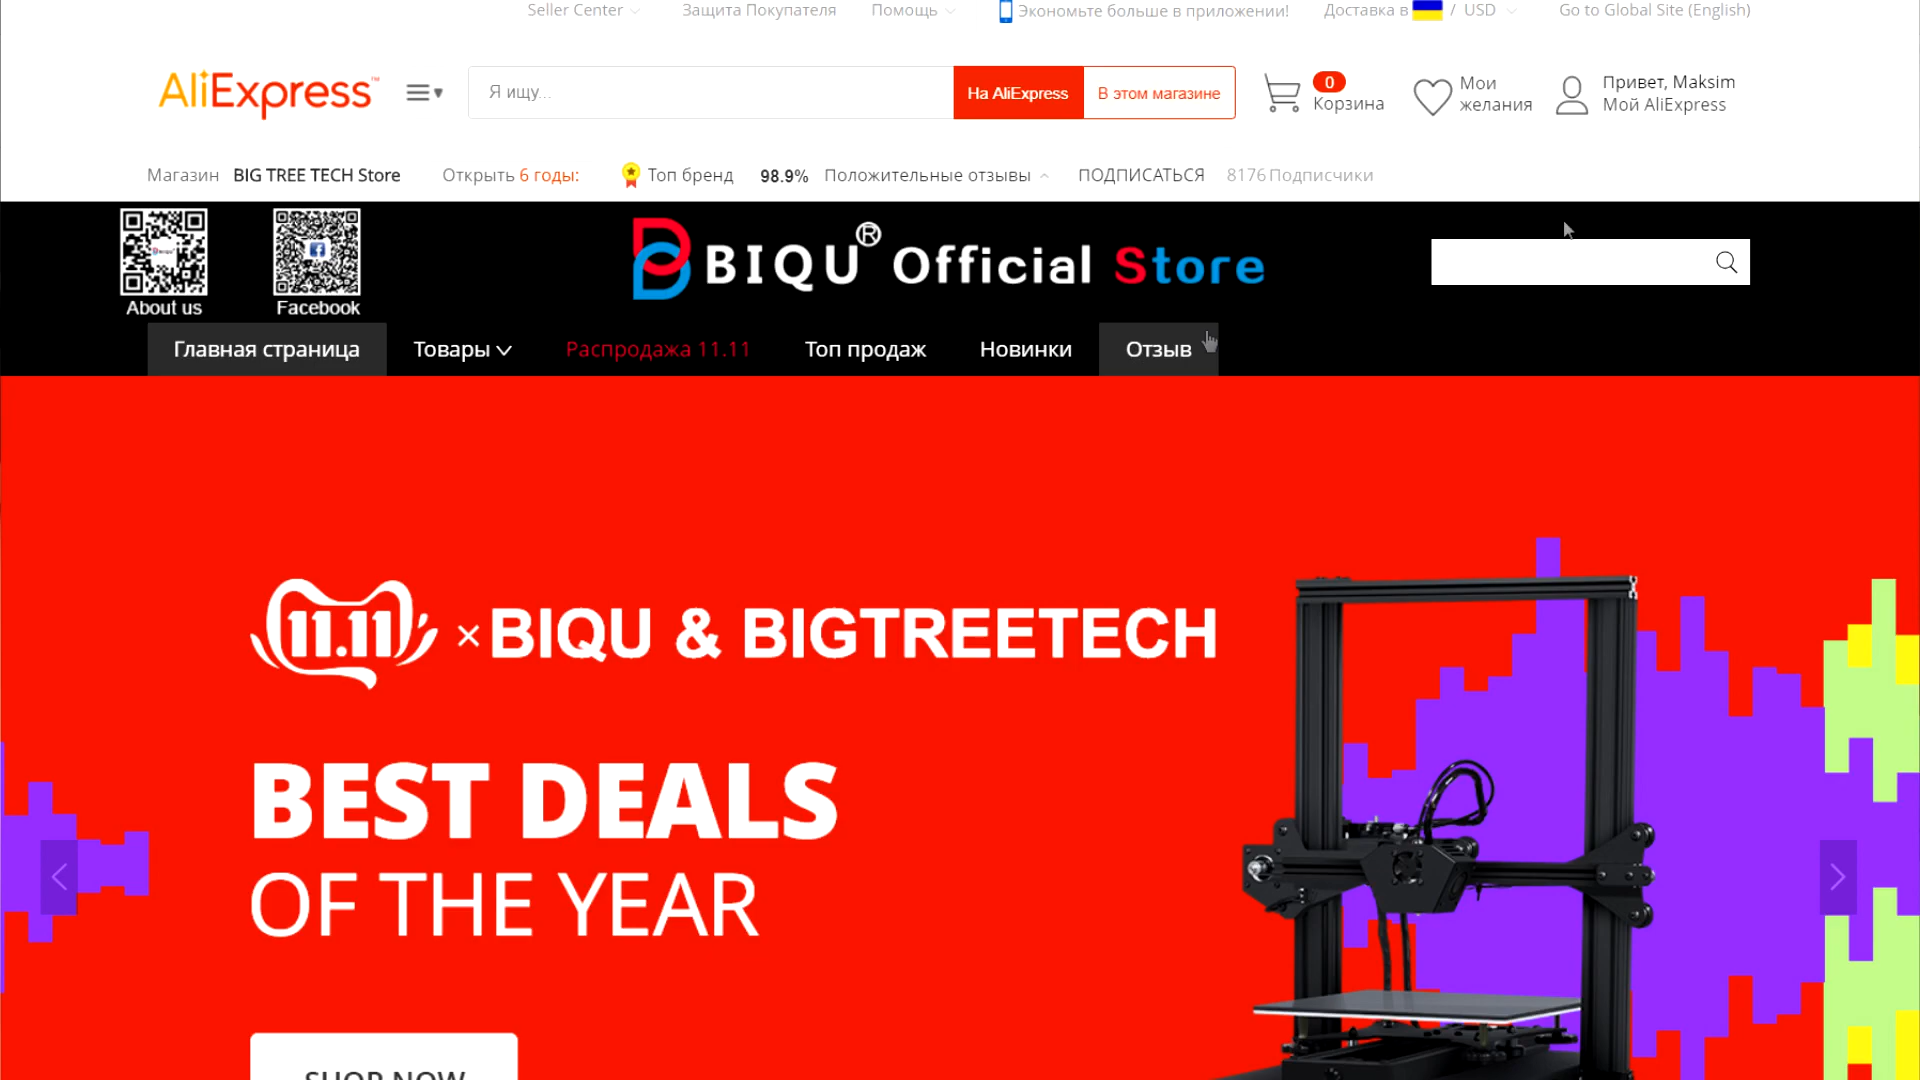 Seller Center Защита Покупателя Помощь Экономьте больше в приложении! Доставка в / USD Go to Global Site (English)
AliExpress™ Я ищу... На AliExpress В этом магазине 0 Корзина Мои желания Привет, Maksim Мой AliExpress
Магазин BIG TREE TECH Store Открыть 6 годы: Топ бренд 98.9% Положительные отзывы ПОДПИСАТЬСЯ 8176 Подписчики
BIQU® Official Store
About us Facebook
Главная страница Товары Распродажа 11.11 Топ продаж Новинки Отзыв
11.11 × BIQU & BIGTREETECH
BEST DEALS
OF THE YEAR
SHOP NOW